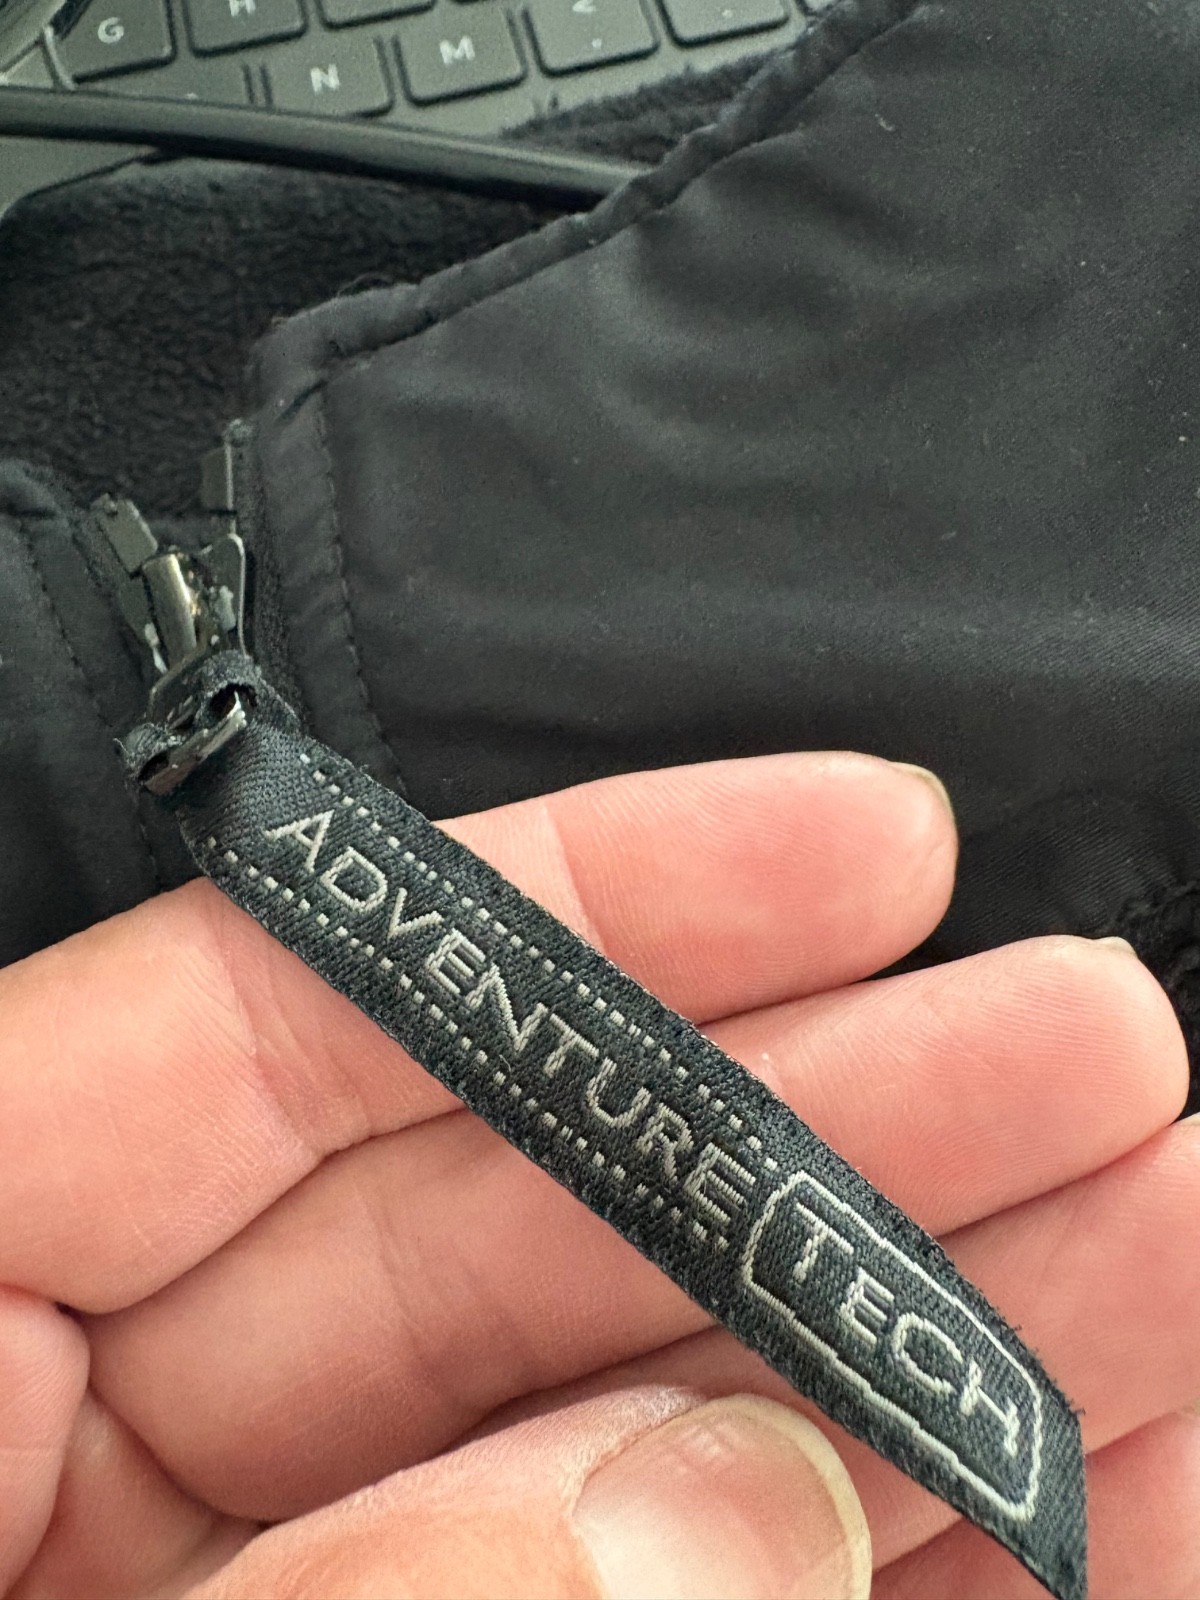 G H
N M <
,
ADVENTURE TECH